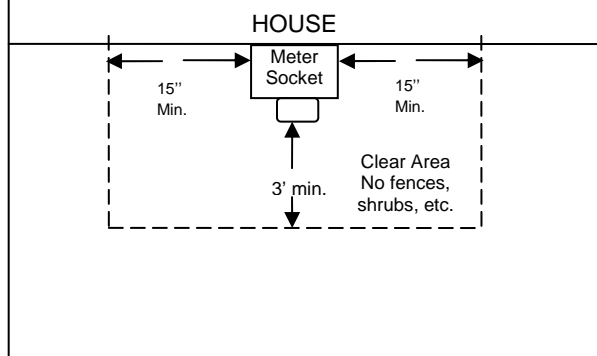 HOUSE
Meter
Socket
15’’
Min.
15’’
Min.
3’ min.
Clear Area
No fences,
shrubs, etc.